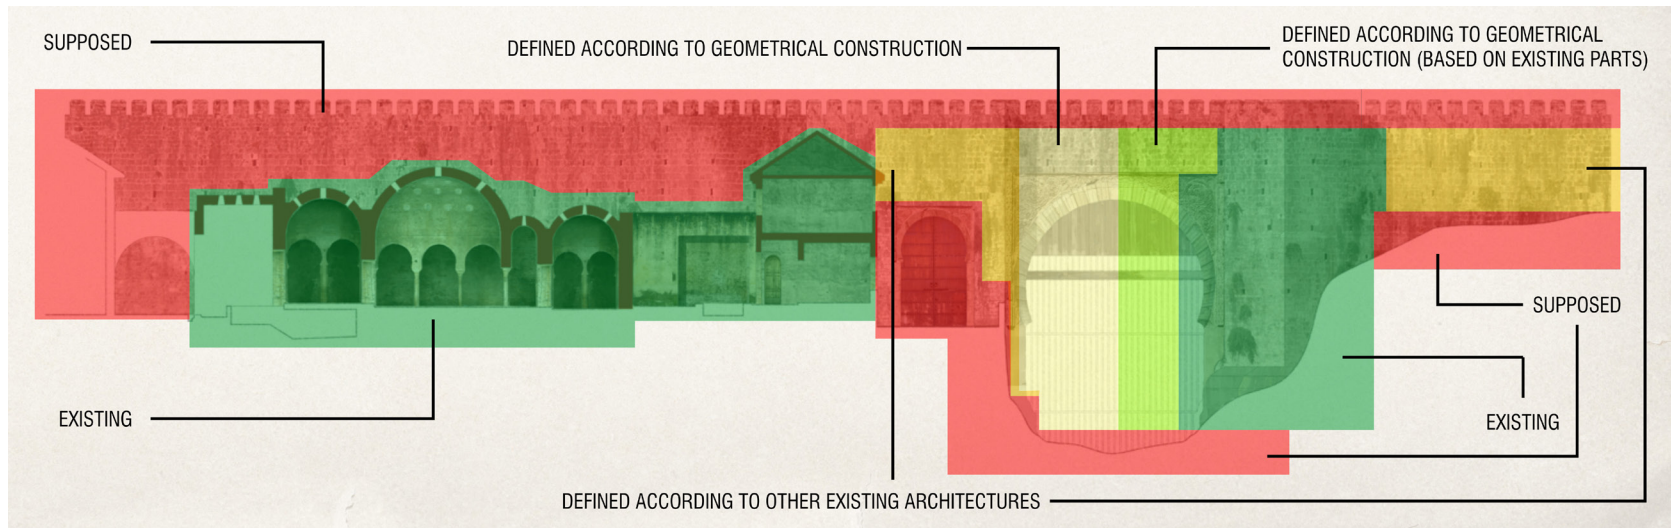 SUPPOSED
DEFINED ACCORDING TO GEOMETRICAL CONSTRUCTION
DEFINED ACCORDING TO GEOMETRICAL
CONSTRUCTION (BASED ON EXISTING PARTS)
SUPPOSED
EXISTING
EXISTING
DEFINED ACCORDING TO OTHER EXISTING ARCHITECTURES